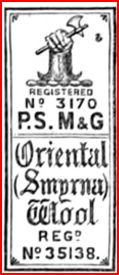 REGISTERED
Nº 3170
P.S. M & G
Oriental
(Smyrna)
Wool
REGD
Nº 35138.